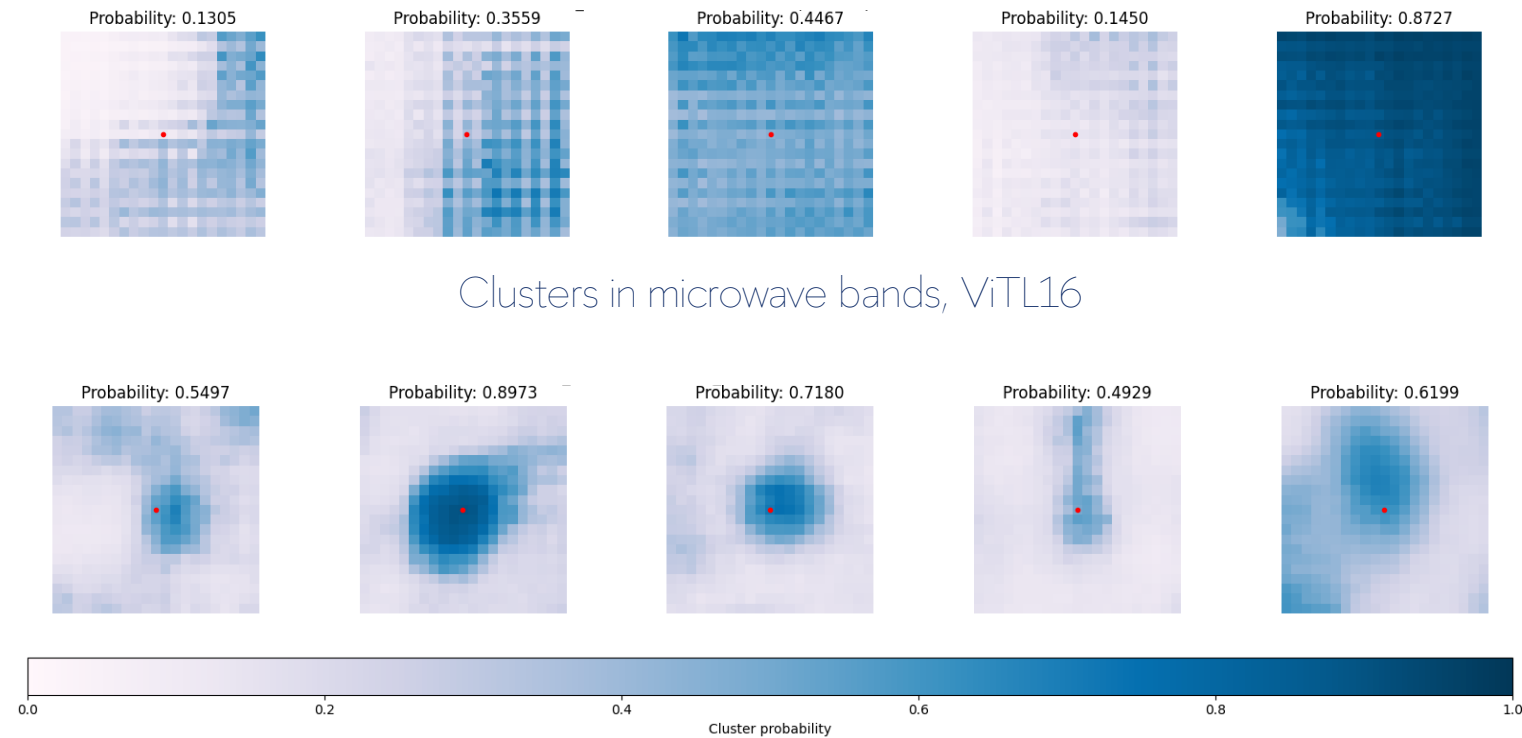 Probability: 0.1305 Probability: 0.3559 Probability: 0.4467 Probability: 0.1450 Probability: 0.8727
Clusters in microwave bands, ViTL16
Probability: 0.5497 Probability: 0.8973 Probability: 0.7180 Probability: 0.4929 Probability: 0.6199
0.0 0.2 0.4 0.6 0.8 1.0
Cluster probability